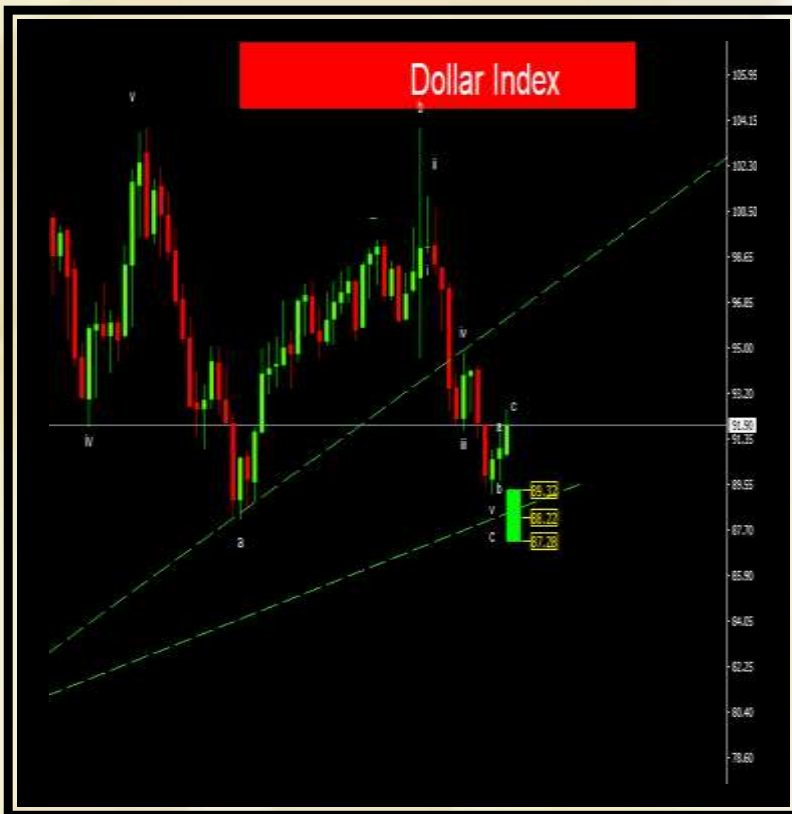 Dollar Index
v
b
ii
i
iv
iv
iii
a
c
a
b
v
c
89.32
88.22
87.28
105.95
104.15
102.30
100.50
98.65
96.85
95.00
93.20
91.90
91.35
89.55
87.70
85.90
84.05
82.25
80.40
78.60